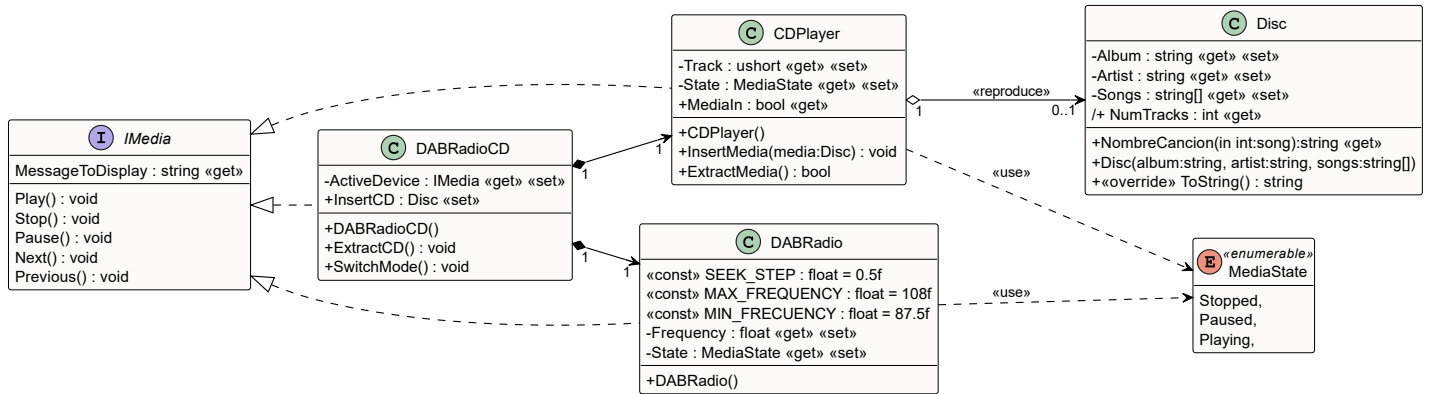 I IMedia
MessageToDisplay : string «get»
Play() : void
Stop() : void
Pause() : void
Next() : void
Previous() : void
C DABRadioCD
-ActiveDevice : IMedia «get» «set»
+InsertCD : Disc «set»
+DABRadioCD()
+ExtractCD() : void
+SwitchMode() : void
1
1
1
1
C CDPlayer
-Track : ushort «get» «set»
-State : MediaState «get» «set»
+MediaIn : bool «get»
+CDPlayer()
+InsertMedia(media:Disc) : void
+ExtractMedia() : bool
C DABRadio
«const» SEEK_STEP : float = 0.5f
«const» MAX_FREQUENCY : float = 108f
«const» MIN_FRECUENCY : float = 87.5f
-Frequency : float «get» «set»
-State : MediaState «get» «set»
+DABRadio()
«reproduce»
1
0..1
«use»
«use»
C Disc
-Album : string «get» «set»
-Artist : string «get» «set»
-Songs : string[] «get» «set»
/+ NumTracks : int «get»
+NombreCancion(in int:song):string «get»
+Disc(album:string, artist:string, songs:string[])
+«override» ToString() : string
E «enumerable»
MediaState
Stopped,
Paused,
Playing,